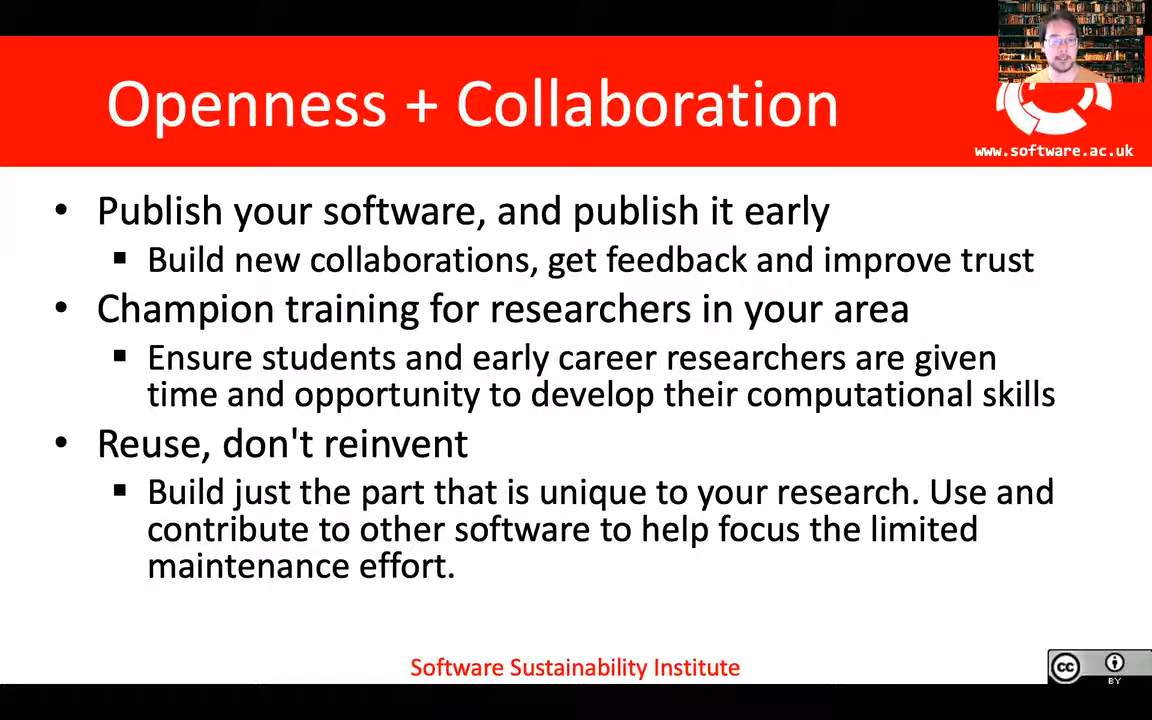 Openness + Collaboration
www.software.ac.uk
• Publish your software, and publish it early
▪ Build new collaborations, get feedback and improve trust
• Champion training for researchers in your area
▪ Ensure students and early career researchers are given
time and opportunity to develop their computational skills
• Reuse, don't reinvent
▪ Build just the part that is unique to your research. Use and
contribute to other software to help focus the limited
maintenance effort.
Software Sustainability Institute
cc
BY